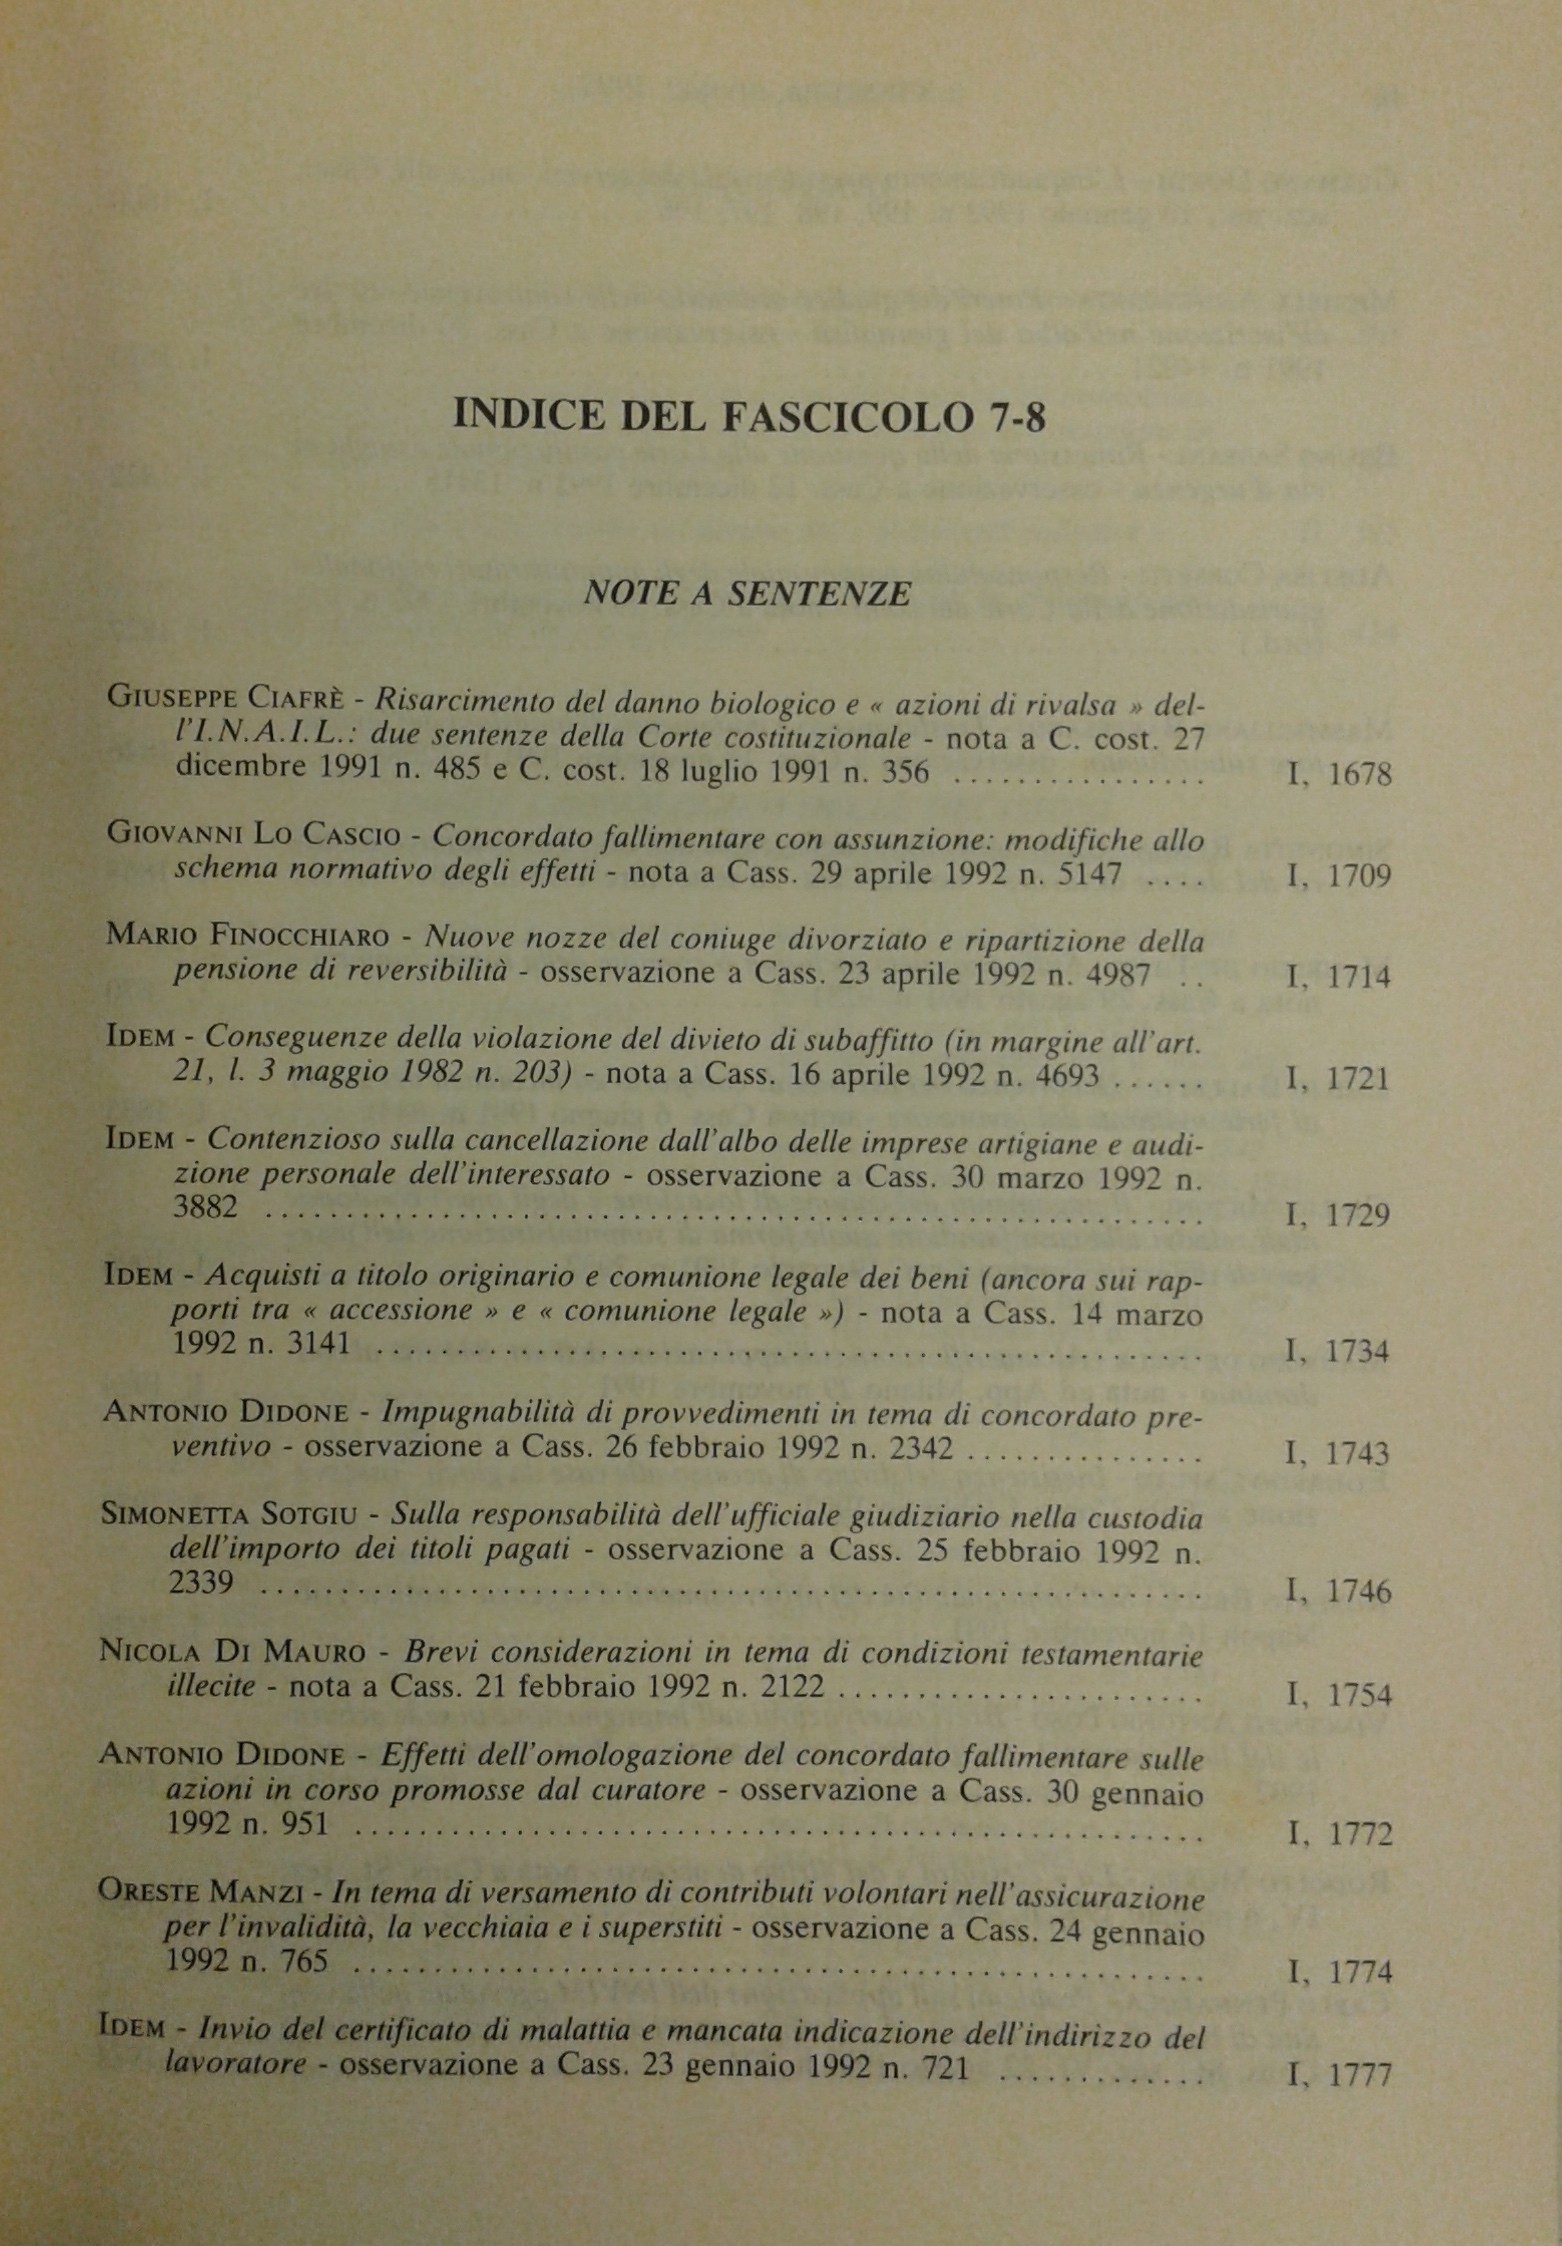 INDICE DEL FASCICOLO 7-8
NOTE A SENTENZE
GIUSEPPE CIAFRÈ - Risarcimento del danno biologico e « azioni di rivalsa » del-
l'I.N.A.I.L.: due sentenze della Corte costituzionale - nota a C. cost. 27
dicembre 1991 n. 485 e C. cost. 18 luglio 1991 n. 356 ................ I, 1678
GIOVANNI LO CASCIO - Concordato fallimentare con assunzione: modifiche allo
schema normativo degli effetti - nota a Cass. 29 aprile 1992 n. 5147 .... I, 1709
MARIO FINOCCHIARO - Nuove nozze del coniuge divorziato e ripartizione della
pensione di reversibilità - osservazione a Cass. 23 aprile 1992 n. 4987 .. I, 1714
IDEM - Conseguenze della violazione del divieto di subaffitto (in margine all'art.
21, l. 3 maggio 1982 n. 203) - nota a Cass. 16 aprile 1992 n. 4693 ...... I, 1721
IDEM - Contenzioso sulla cancellazione dall'albo delle imprese artigiane e audi-
zione personale dell'interessato - osservazione a Cass. 30 marzo 1992 n.
3882 ........................................................... I, 1729
IDEM - Acquisti a titolo originario e comunione legale dei beni (ancora sui rap-
porti tra « accessione » e « comunione legale ») - nota a Cass. 14 marzo
1992 n. 3141 .................................................... I, 1734
ANTONIO DIDONE - Impugnabilità di provvedimenti in tema di concordato pre-
ventivo - osservazione a Cass. 26 febbraio 1992 n. 2342 ............... I, 1743
SIMONETTA SOTGIU - Sulla responsabilità dell'ufficiale giudiziario nella custodia
dell'importo dei titoli pagati - osservazione a Cass. 25 febbraio 1992 n.
2339 ........................................................... I, 1746
NICOLA DI MAURO - Brevi considerazioni in tema di condizioni testamentarie
illecite - nota a Cass. 21 febbraio 1992 n. 2122 ....................... I, 1754
ANTONIO DIDONE - Effetti dell'omologazione del concordato fallimentare sulle
azioni in corso promosse dal curatore - osservazione a Cass. 30 gennaio
1992 n. 951 ..................................................... I, 1772
ORESTE MANZI - In tema di versamento di contributi volontari nell'assicurazione
per l'invalidità, la vecchiaia e i superstiti - osservazione a Cass. 24 gennaio
1992 n. 765 ..................................................... I, 1774
IDEM - Invio del certificato di malattia e mancata indicazione dell'indirizzo del
lavoratore - osservazione a Cass. 23 gennaio 1992 n. 721 ............. I, 1777